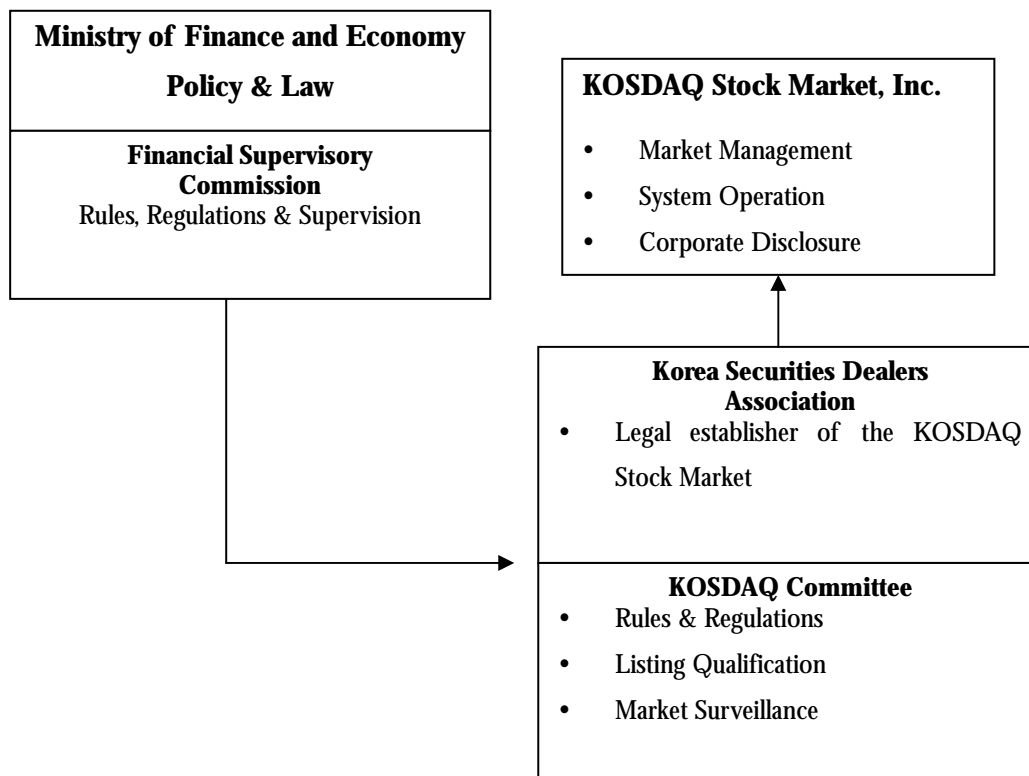 Ministry of Finance and Economy
Policy & Law
Financial Supervisory
Commission
Rules, Regulations & Supervision
KOSDAQ Stock Market, Inc.
• Market Management
• System Operation
• Corporate Disclosure
Korea Securities Dealers
Association
• Legal establisher of the KOSDAQ
Stock Market
KOSDAQ Committee
• Rules & Regulations
• Listing Qualification
• Market Surveillance